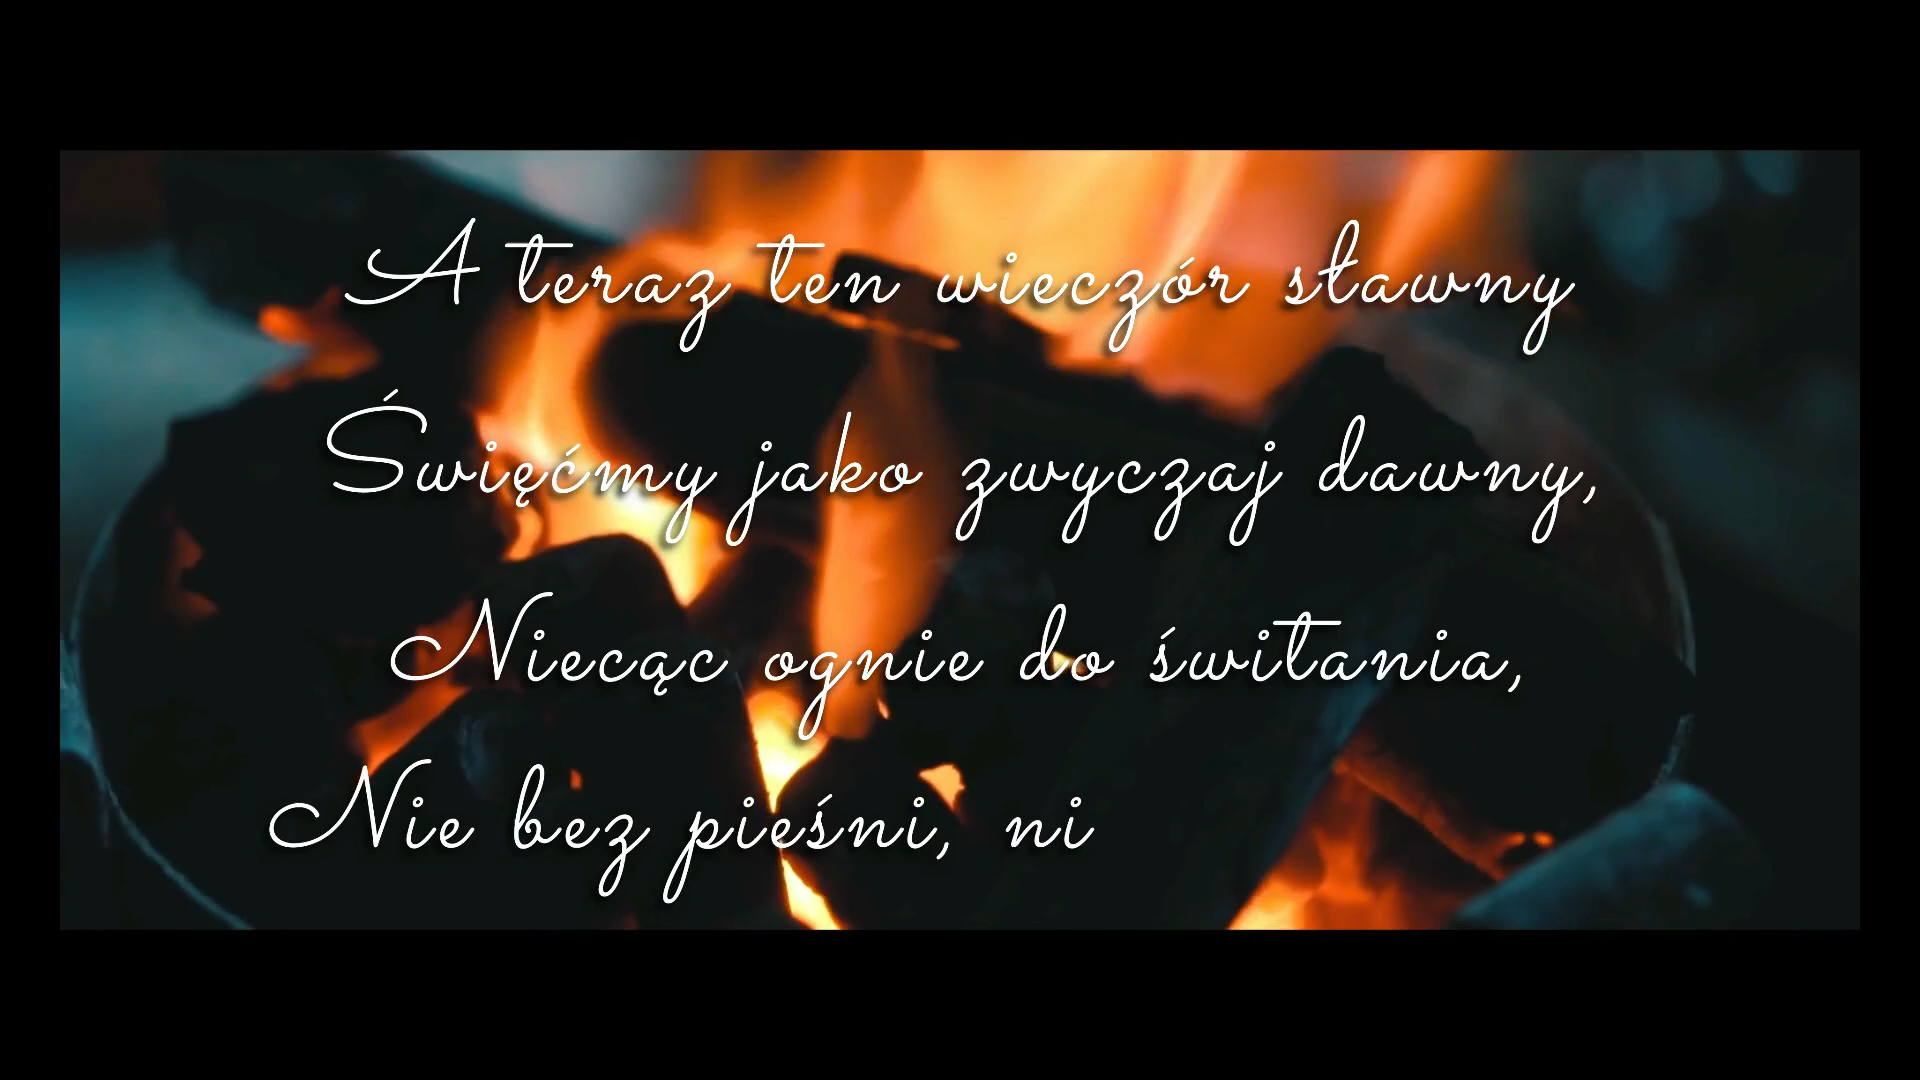 A teraz ten wieczór sławny
Święćmy jako zwyczaj dawny,
Niecąc ognie do świtania,
Nie bez pieśni, ni